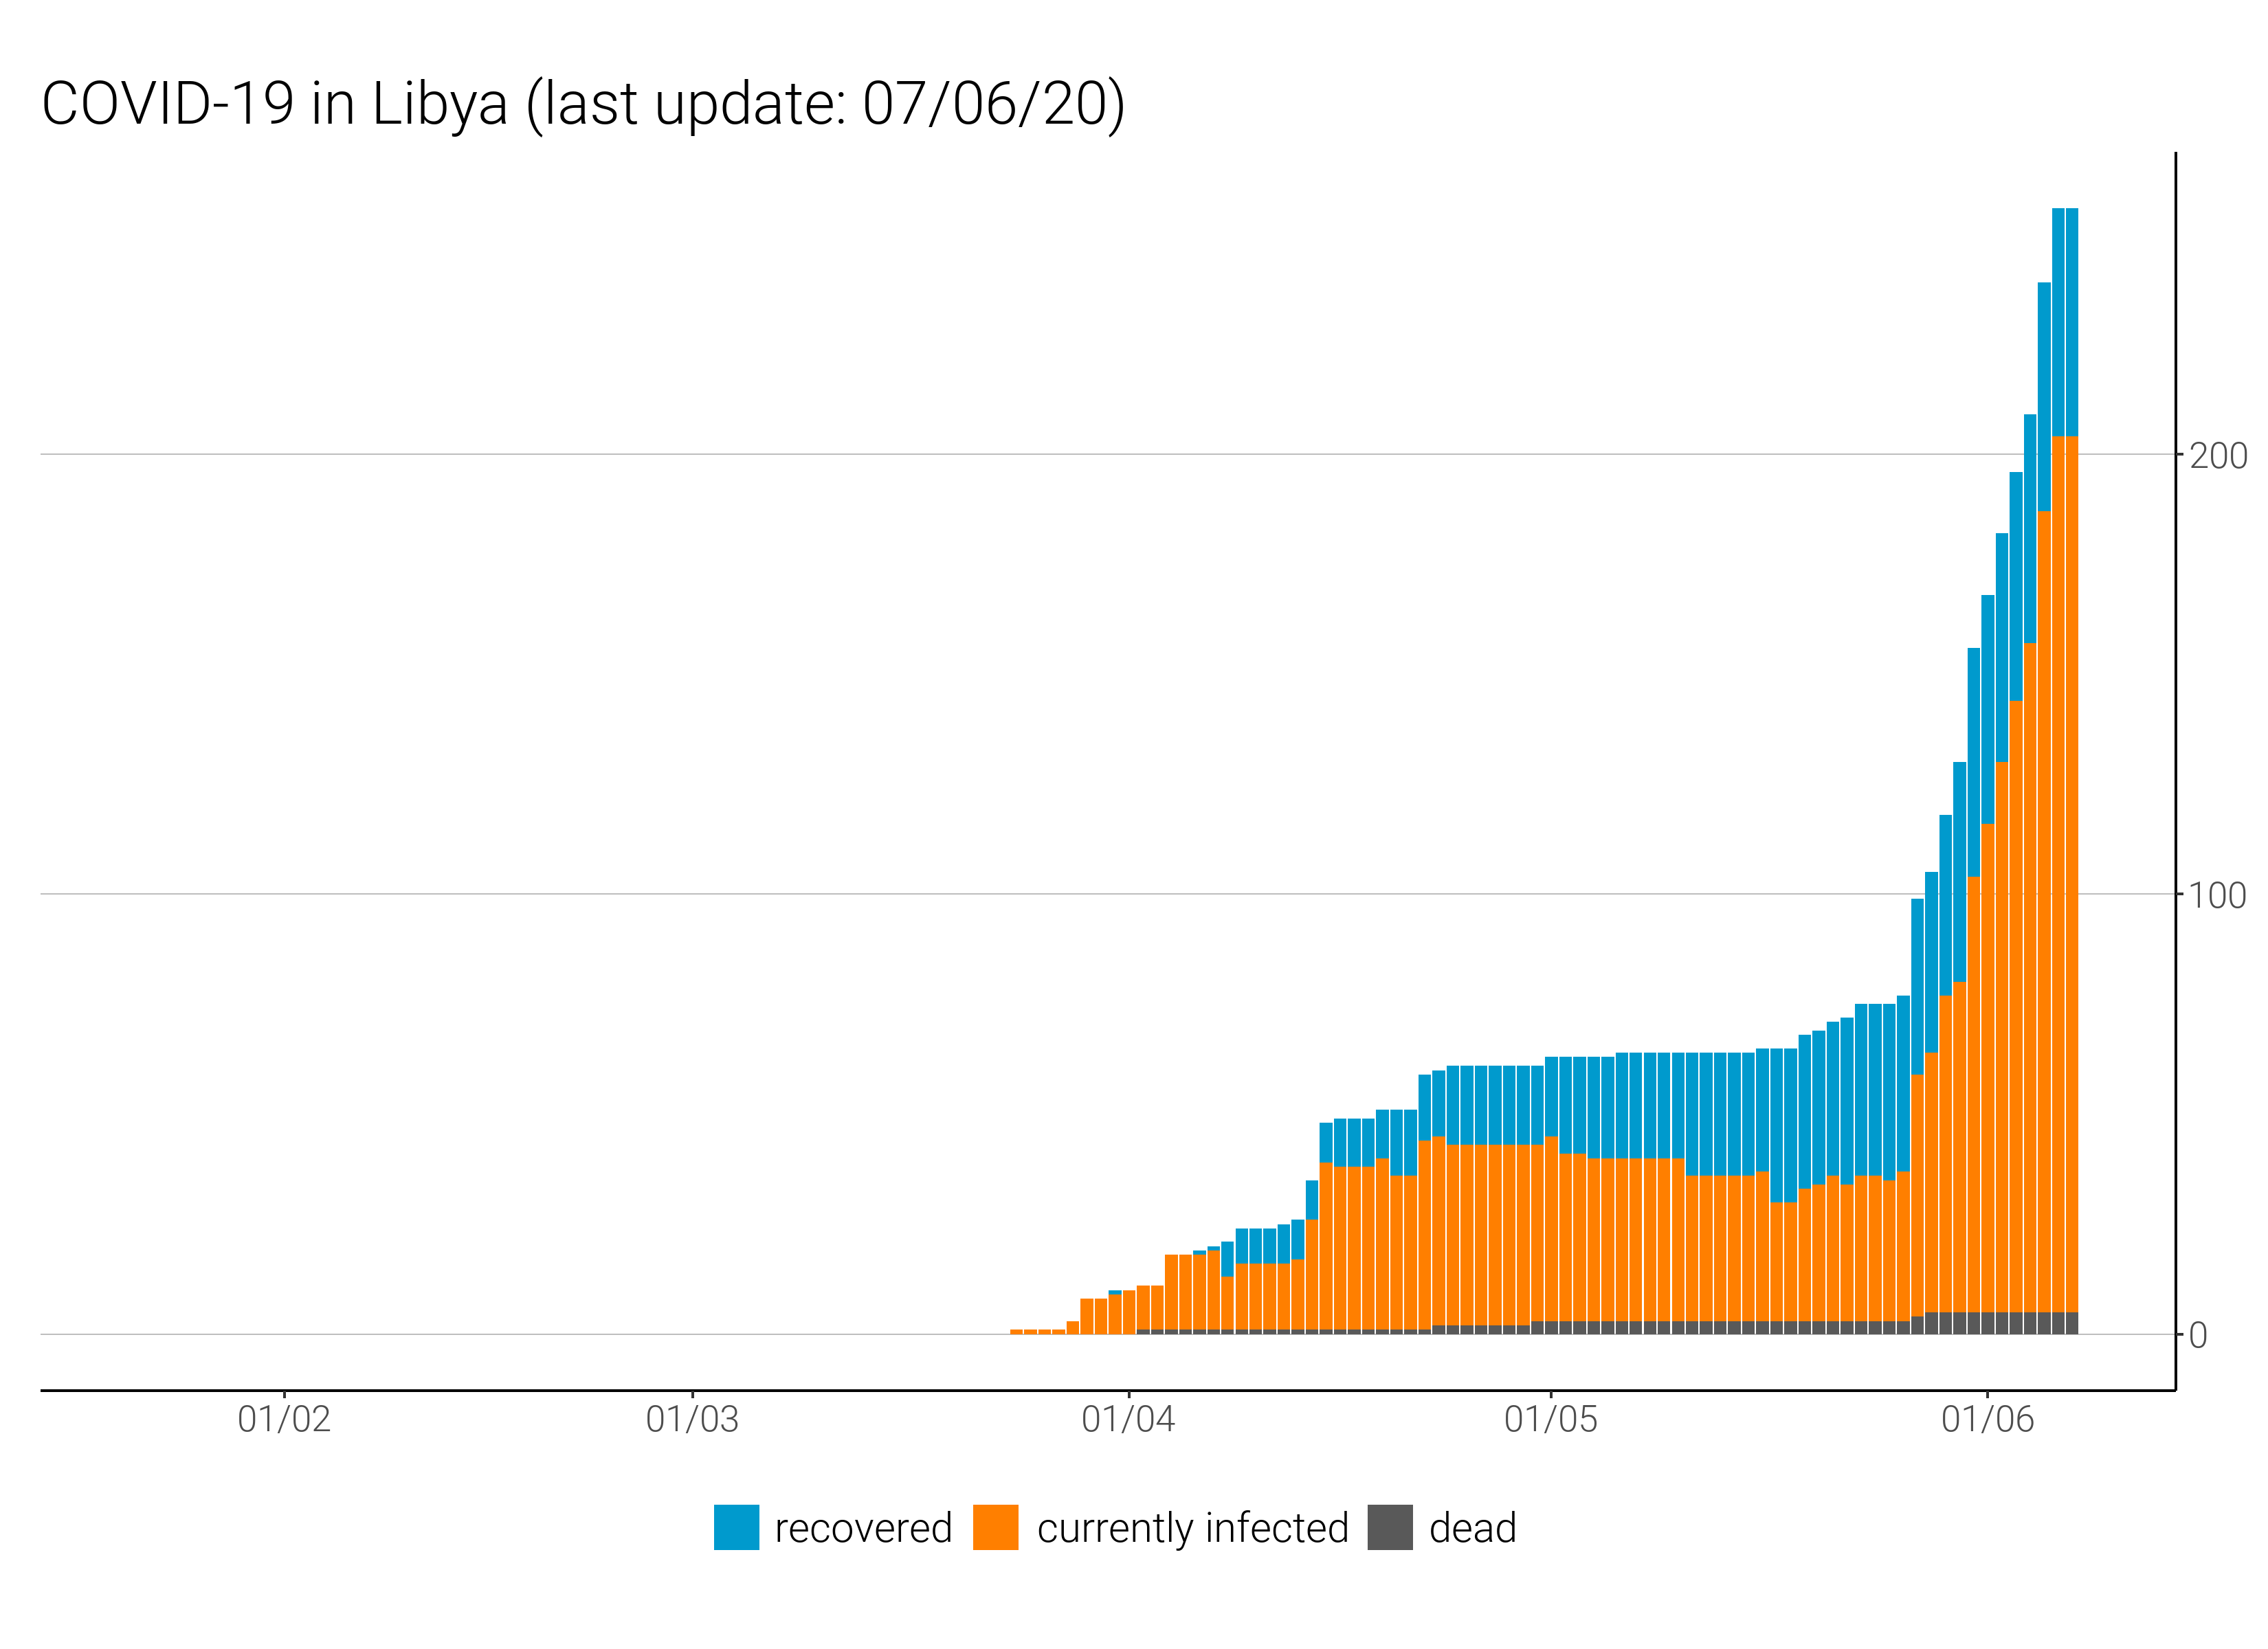 COVID-19 in Libya (last update: 07/06/20)
200
100
0
01/02 01/03 01/04 01/05 01/06
recovered currently infected dead